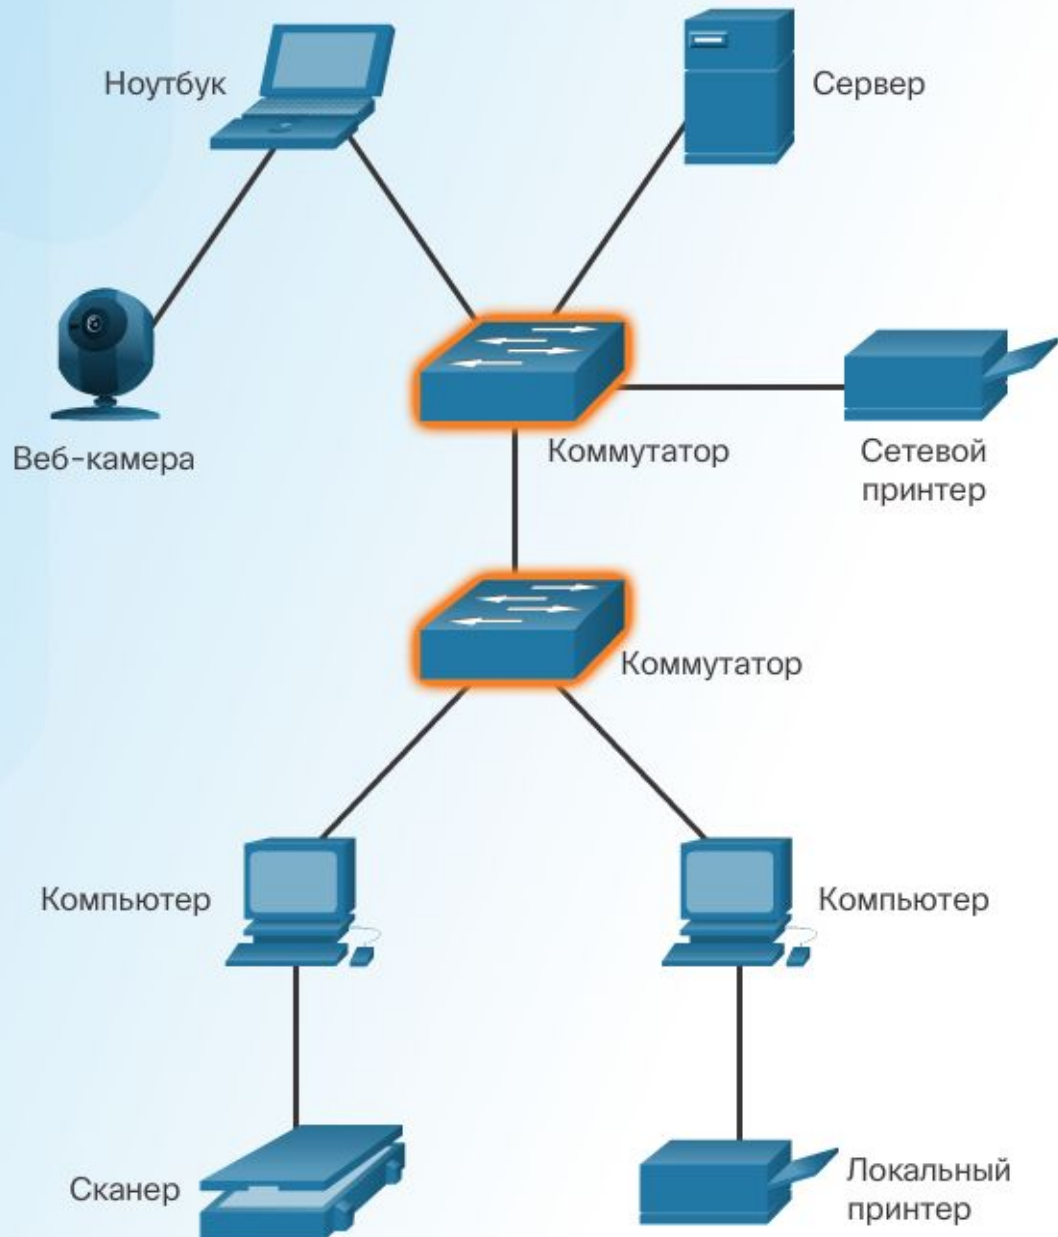 Ноутбук
Сервер
Веб-камера
Коммутатор
Сетевой
принтер
Коммутатор
Компьютер
Компьютер
Сканер
Локальный
принтер